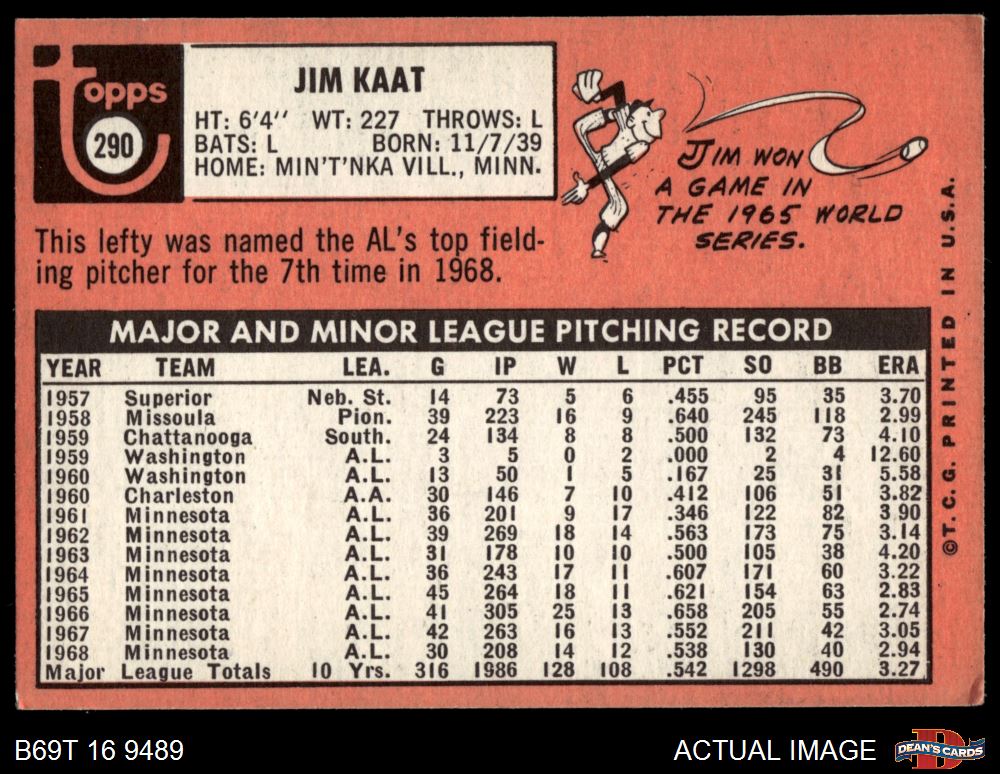 Topps
290
JIM KAAT
HT: 6'4'' WT: 227 THROWS: L
BATS: L BORN: 11/7/39
HOME: MIN'T'NKA VILL., MINN.
JIM WON
A GAME IN
THE 1965 WORLD
SERIES.
This lefty was named the AL's top field-
ing pitcher for the 7th time in 1968.
MAJOR AND MINOR LEAGUE PITCHING RECORD
YEAR TEAM LEA. G IP W L PCT SO BB ERA
1957 Superior Neb. St. 14 73 5 6 .455 95 35 3.70
1958 Missoula Pion. 39 223 16 9 .640 245 118 2.99
1959 Chattanooga South. 24 134 8 8 .500 132 73 4.10
1959 Washington A.L. 3 5 0 2 .000 2 4 12.60
1960 Washington A.L. 13 50 1 5 .167 25 31 5.58
1960 Charleston A.A. 30 146 7 10 .412 106 51 3.82
1961 Minnesota A.L. 36 201 9 17 .346 122 82 3.90
1962 Minnesota A.L. 39 269 18 14 .563 173 75 3.14
1963 Minnesota A.L. 31 178 10 10 .500 105 38 4.20
1964 Minnesota A.L. 36 243 17 11 .607 171 60 3.22
1965 Minnesota A.L. 45 264 18 11 .621 154 63 2.83
1966 Minnesota A.L. 41 305 25 13 .658 205 55 2.74
1967 Minnesota A.L. 42 263 16 13 .552 211 42 3.05
1968 Minnesota A.L. 30 208 14 12 .538 130 40 2.94
Major League Totals 10 Yrs. 316 1986 128 108 .542 1298 490 3.27
©T.C.G. PRINTED IN U.S.A.
B69T 16 9489
ACTUAL IMAGE
D
DEAN'S CARDS